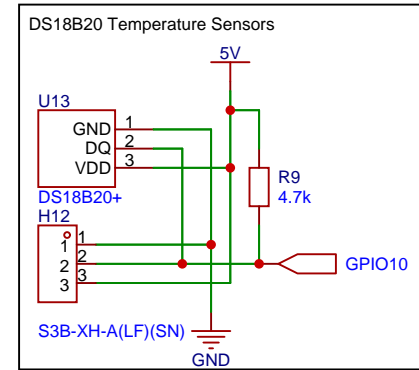 DS18B20 Temperature Sensors
5V
U13
GND 1
DQ 2
VDD 3
DS18B20+
R9
4.7k
H12
1 1
2 2
3 3
GPIO10
S3B-XH-A(LF)(SN)
GND